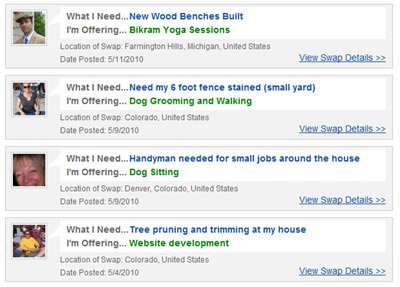 What I Need...New Wood Benches Built
I'm Offering... Bikram Yoga Sessions
Location of Swap: Farmington Hills, Michigan, United States
Date Posted: 5/11/2010
View Swap Details >>
What I Need...Need my 6 foot fence stained (small yard)
I'm Offering... Dog Grooming and Walking
Location of Swap: Colorado, United States
Date Posted: 5/9/2010
View Swap Details >>
What I Need...Handyman needed for small jobs around the house
I'm Offering... Dog Sitting
Location of Swap: Denver, Colorado, United States
Date Posted: 5/9/2010
View Swap Details >>
What I Need...Tree pruning and trimming at my house
I'm Offering... Website development
Location of Swap: Colorado, United States
Date Posted: 5/4/2010
View Swap Details >>